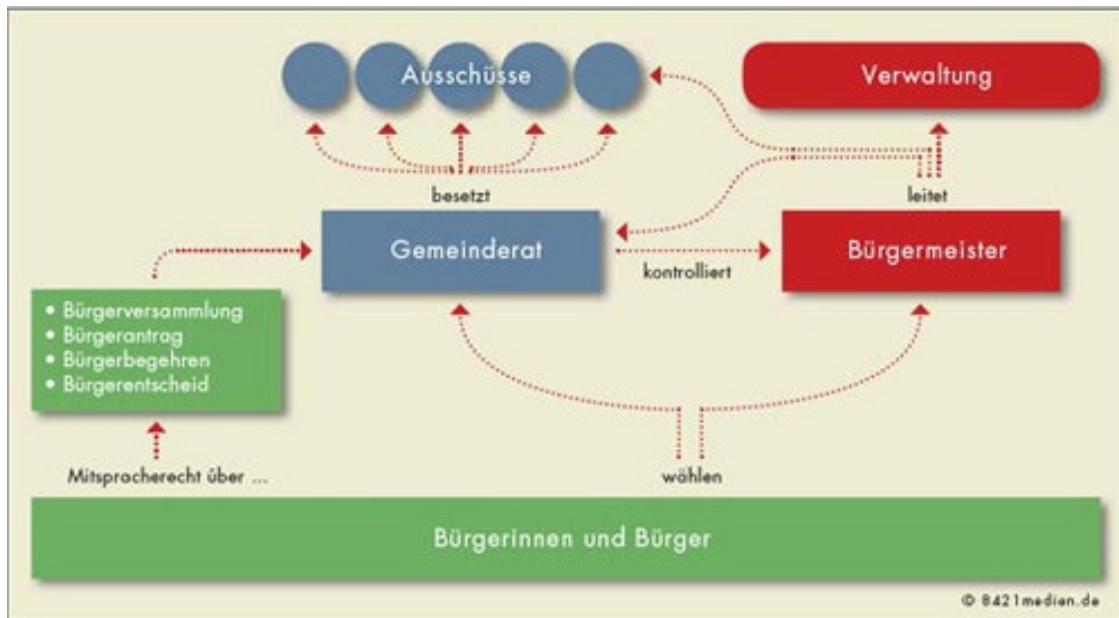 Ausschüsse
Verwaltung
besetzt
leitet
Gemeinderat
kontrolliert
Bürgermeister
• Bürgerversammlung
• Bürgerantrag
• Bürgerbegehren
• Bürgerentscheid
Mitspracherecht über ...
wählen
Bürgerinnen und Bürger
© 8421medien.de